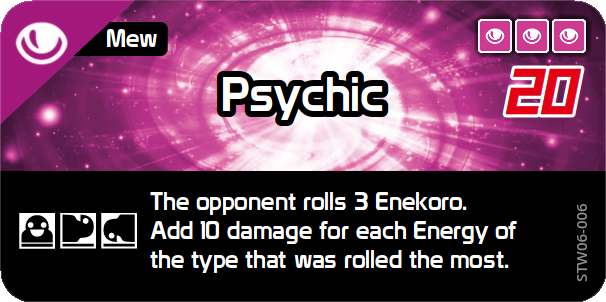 Mew
Psychic
20
The opponent rolls 3 Enekoro.
Add 10 damage for each Energy of
the type that was rolled the most.
STW06-006